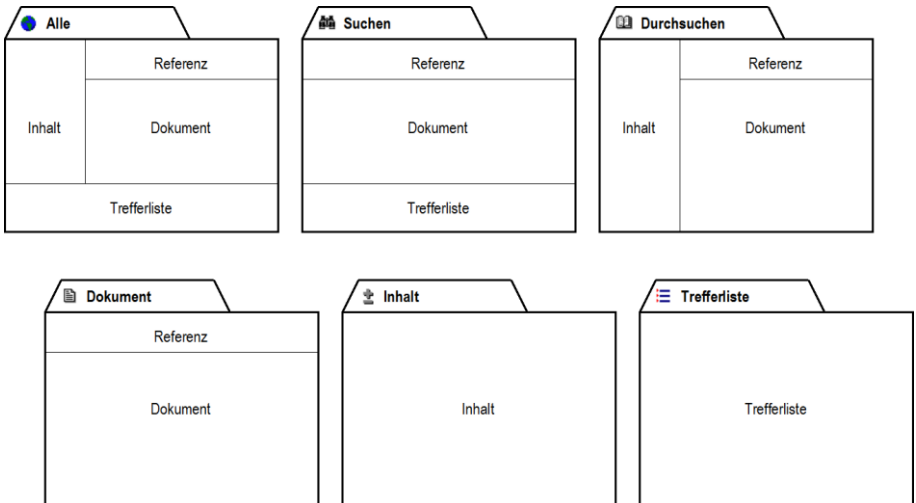 Alle
Referenz
Inhalt
Dokument
Trefferliste
Suchen
Referenz
Dokument
Trefferliste
Durchsuchen
Referenz
Inhalt
Dokument
Dokument
Referenz
Dokument
Inhalt
Inhalt
Trefferliste
Trefferliste